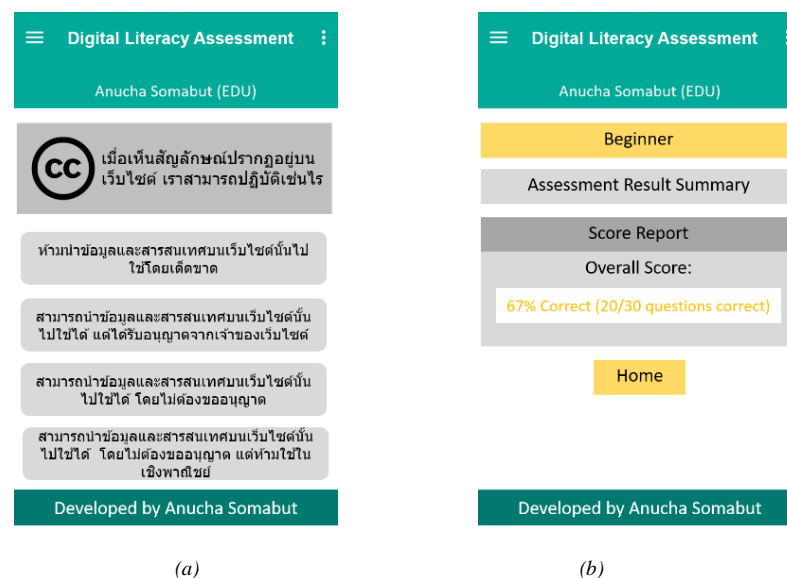 Digital Literacy Assessment
Anucha Somabut (EDU)
cc
เมื่อเห็นสัญลักษณ์ปรากฏอยู่บน
เว็บไซต์ เราสามารถปฏิบัติเช่นไร
ห้ามนำข้อมูลและสารสนเทศบนเว็บไซต์นั้นไป
ใช้โดยเด็ดขาด
สามารถนำข้อมูลและสารสนเทศบนเว็บไซต์นั้น
ไปใช้ได้ แต่ได้รับอนุญาตจากเจ้าของเว็บไซต์
สามารถนำข้อมูลและสารสนเทศบนเว็บไซต์นั้น
ไปใช้ได้ โดยไม่ต้องขออนุญาต
สามารถนำข้อมูลและสารสนเทศบนเว็บไซต์นั้น
ไปใช้ได้ โดยไม่ต้องขออนุญาต แต่ห้ามใช้ใน
เชิงพาณิชย์
Developed by Anucha Somabut
(a)
Digital Literacy Assessment
Anucha Somabut (EDU)
Beginner
Assessment Result Summary
Score Report
Overall Score:
67% Correct (20/30 questions correct)
Home
Developed by Anucha Somabut
(b)